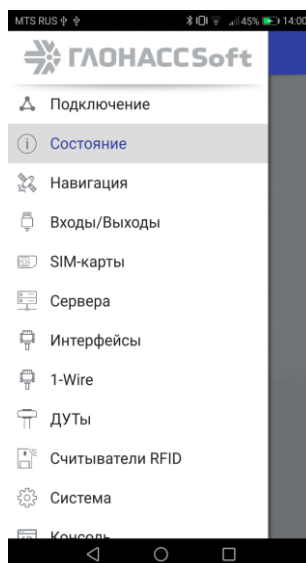 MTS RUS 45% 14:00
ГЛОНАССSoft
Подключение
Состояние
Навигация
Входы/Выходы
SIM-карты
Сервера
Интерфейсы
1-Wire
ДУТы
Считыватели RFID
Система
Консоль